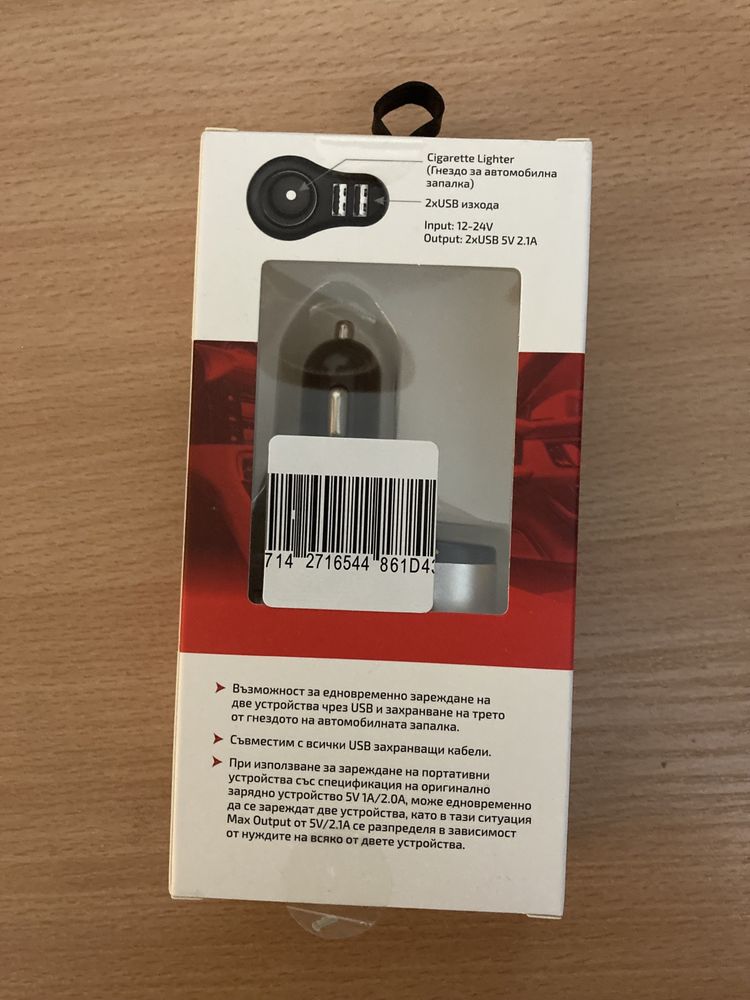 Cigarette Lighter
(Гнездо за автомобилна
запалка)
2xUSB изхода
Input: 12-24V
Output: 2xUSB 5V 2.1A
714 2716544 861D43
Възможност за едновременно зареждане на
две устройства чрез USB и захранване на трето
от гнездото на автомобилната запалка.
Съвместим с всички USB захранващи кабели.
При използване за зареждане на портативни
устройства със спецификация на оригинално
зарядно устройство 5V 1A/2.0A, може едновременно
да се зареждат две устройства, като в тази ситуация
Max Output от 5V/2.1A се разпределя в зависимост
от нуждите на всяко от двете устройства.